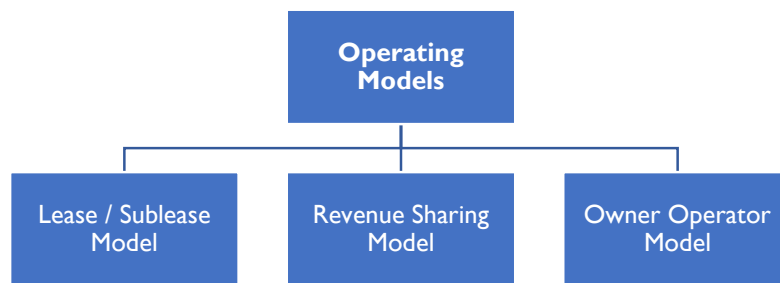 Operating
Models
Lease / Sublease
Model
Revenue Sharing
Model
Owner Operator
Model